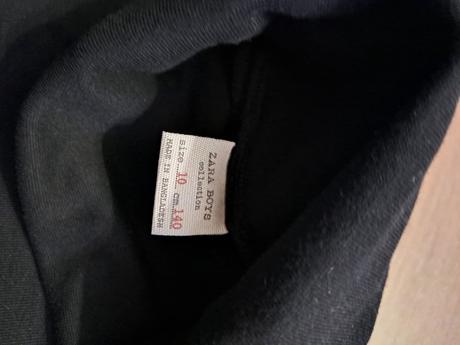 ZARA BOYS
collection
size...10 cm.140
MADE IN BANGLADESH